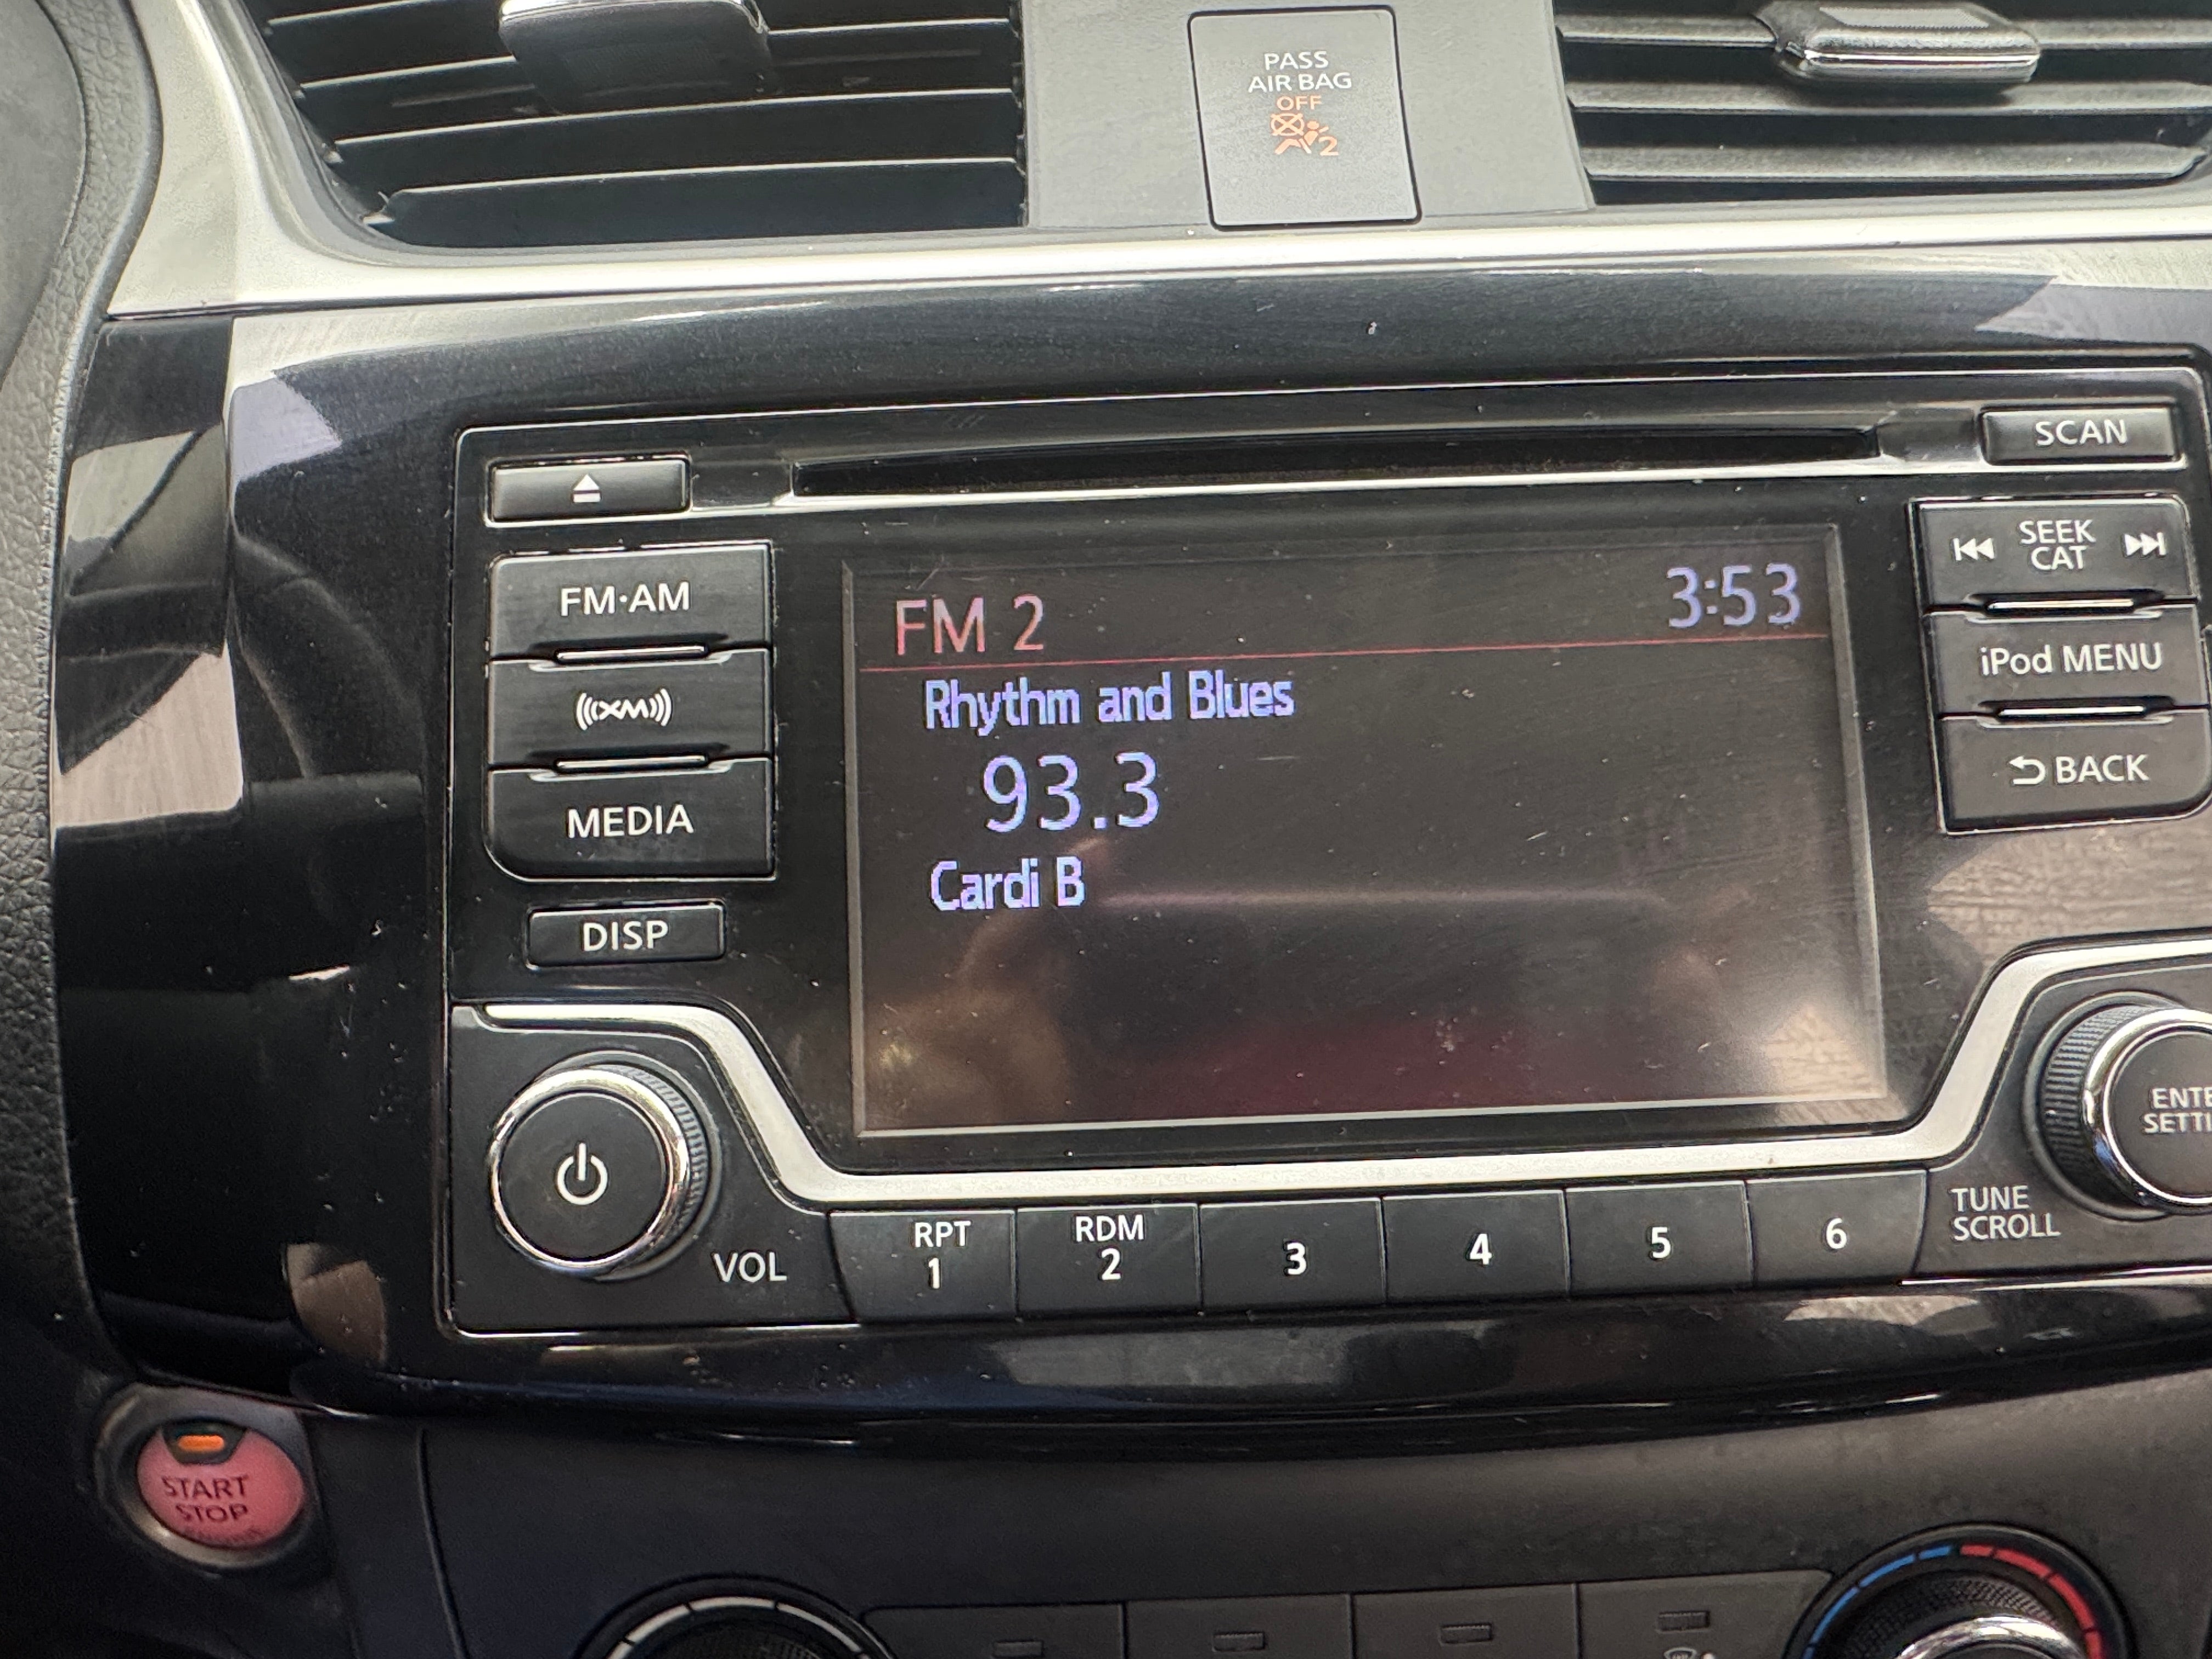 PASS
AIR BAG
OFF
2
SCAN
SEEK
CAT
iPod MENU
BACK
FM·AM
XM
MEDIA
DISP
FM 2
3:53
Rhythm and Blues
93.3
Cardi B
VOL
RPT
1
RDM
2
3
4
5
6
TUNE
SCROLL
START
STOP